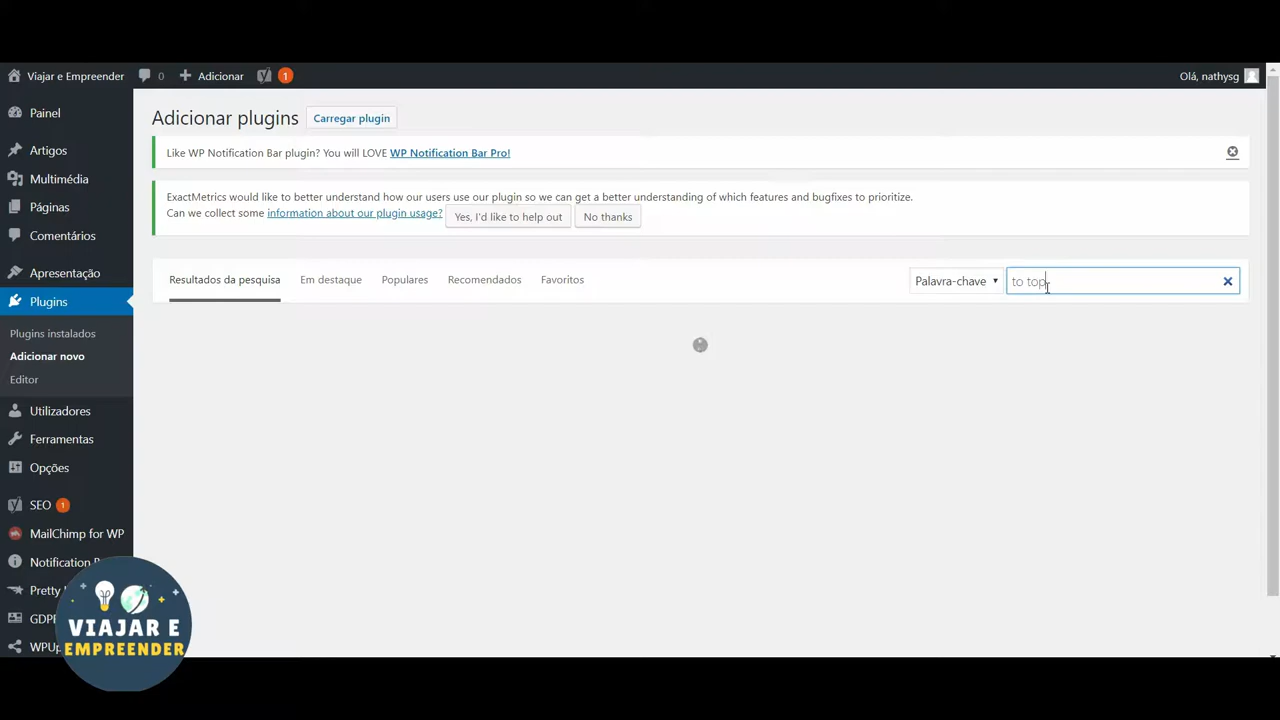 Viajar e Empreender
0
Adicionar
1
Olá, nathysg
Painel
Artigos
Multimédia
Páginas
Comentários
Apresentação
Plugins
Plugins instalados
Adicionar novo
Editor
Utilizadores
Ferramentas
Opções
SEO 1
MailChimp for WP
Notification
Pretty
GDPR
WPUp
VIAJAR E
EMPREENDER
Adicionar plugins
Carregar plugin
Like WP Notification Bar plugin? You will LOVE WP Notification Bar Pro!
ExactMetrics would like to better understand how our users use our plugin so we can get a better understanding of which features and bugfixes to prioritize.
Can we collect some information about our plugin usage? Yes, I'd like to help out No thanks
Resultados da pesquisa
Em destaque
Populares
Recomendados
Favoritos
Palavra-chave
to top